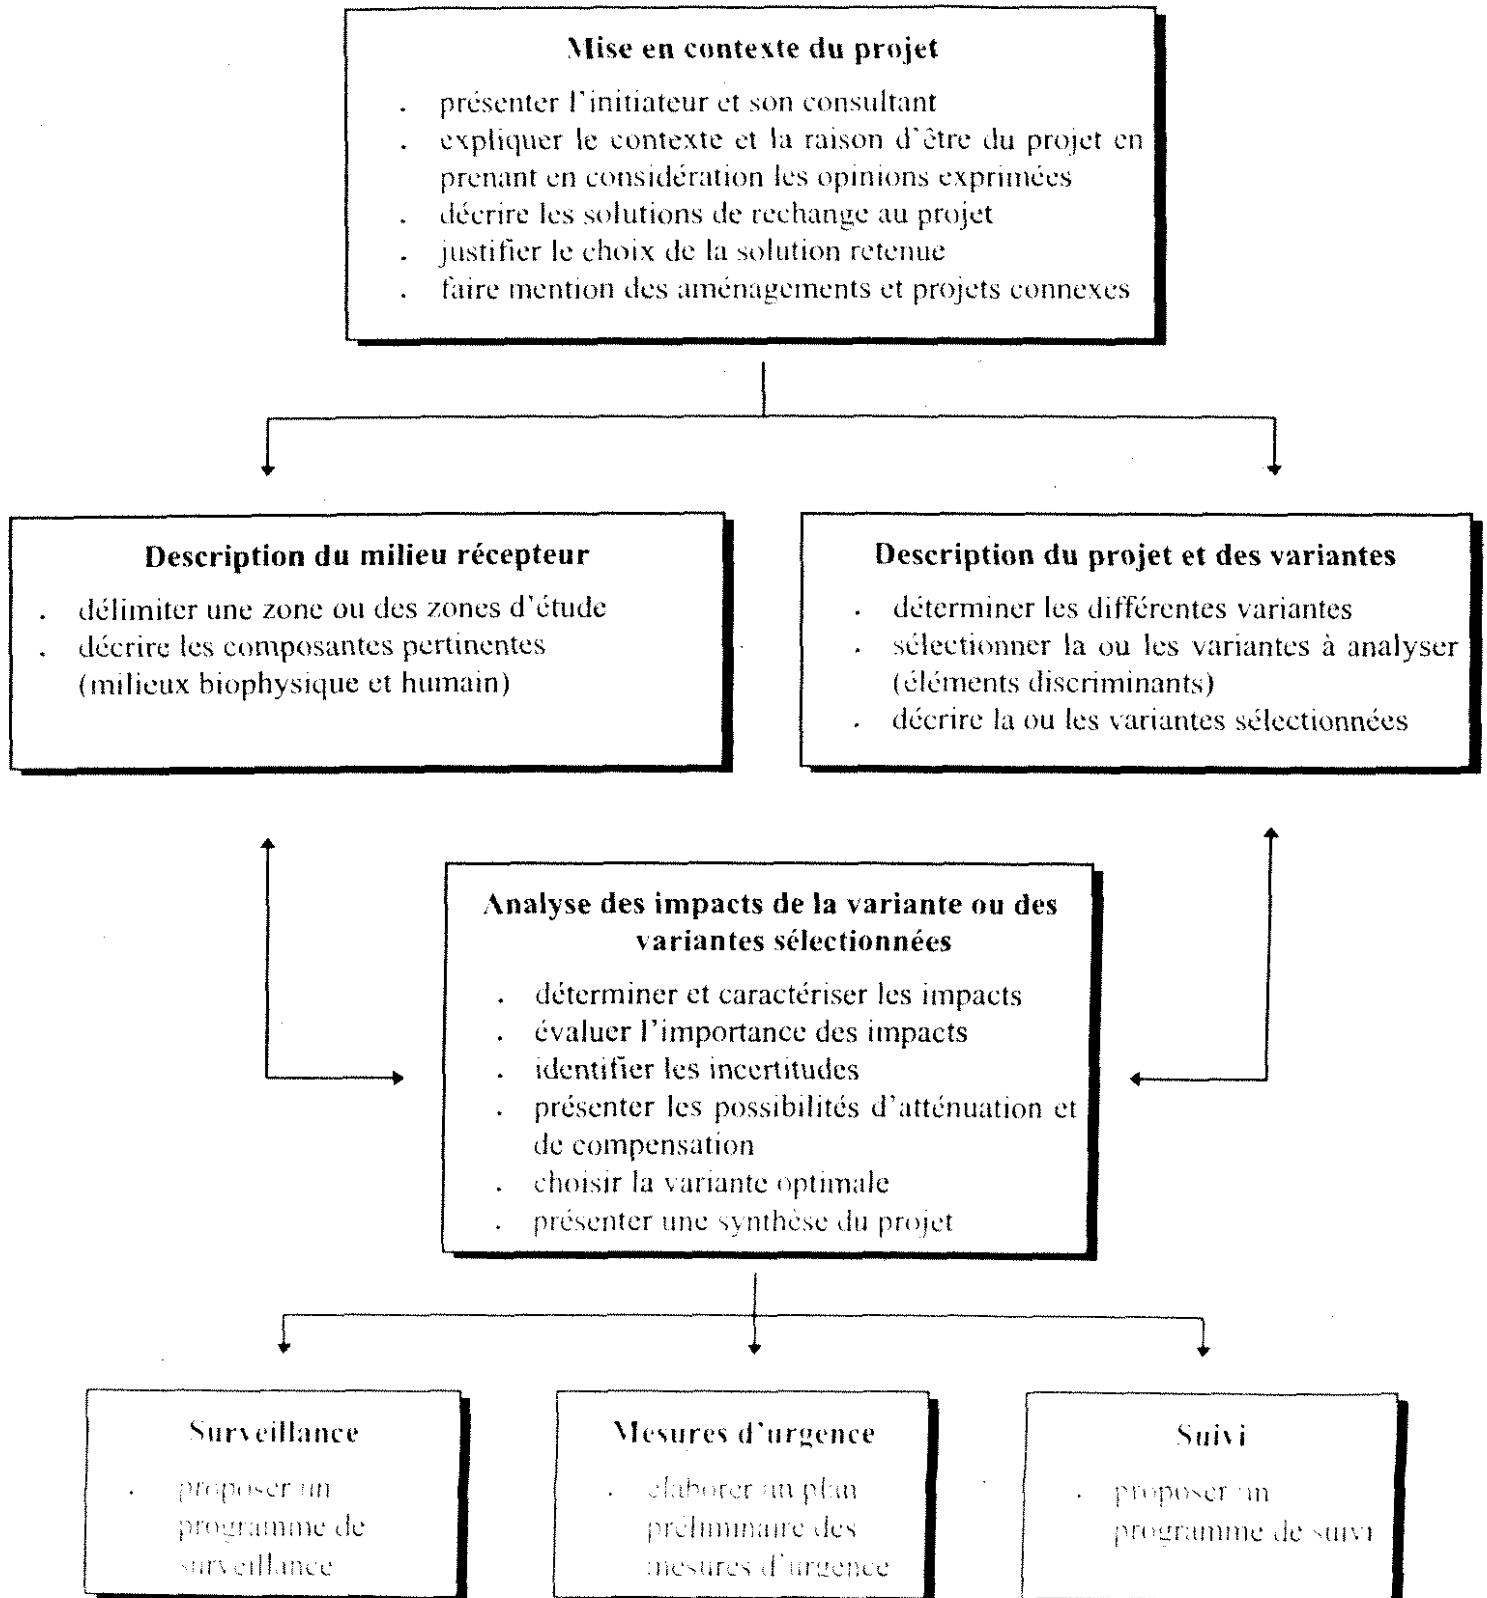 Mise en contexte du projet
. présenter l'initiateur et son consultant
. expliquer le contexte et la raison d'être du projet en
prenant en considération les opinions exprimées
. décrire les solutions de rechange au projet
. justifier le choix de la solution retenue
. faire mention des aménagements et projets connexes
Description du milieu récepteur
. délimiter une zone ou des zones d'étude
. décrire les composantes pertinentes
(milieux biophysique et humain)
Description du projet et des variantes
. déterminer les différentes variantes
. sélectionner la ou les variantes à analyser
(éléments discriminants)
. décrire la ou les variantes sélectionnées
Analyse des impacts de la variante ou des
variantes sélectionnées
. déterminer et caractériser les impacts
. évaluer l'importance des impacts
. identifier les incertitudes
. présenter les possibilités d'atténuation et
de compensation
. choisir la variante optimale
. présenter une synthèse du projet
Surveillance
. proposer un
programme de
surveillance
Mesures d'urgence
. élaborer un plan
préliminaire des
mesures d'urgence
Suivi
. proposer un
programme de suivi